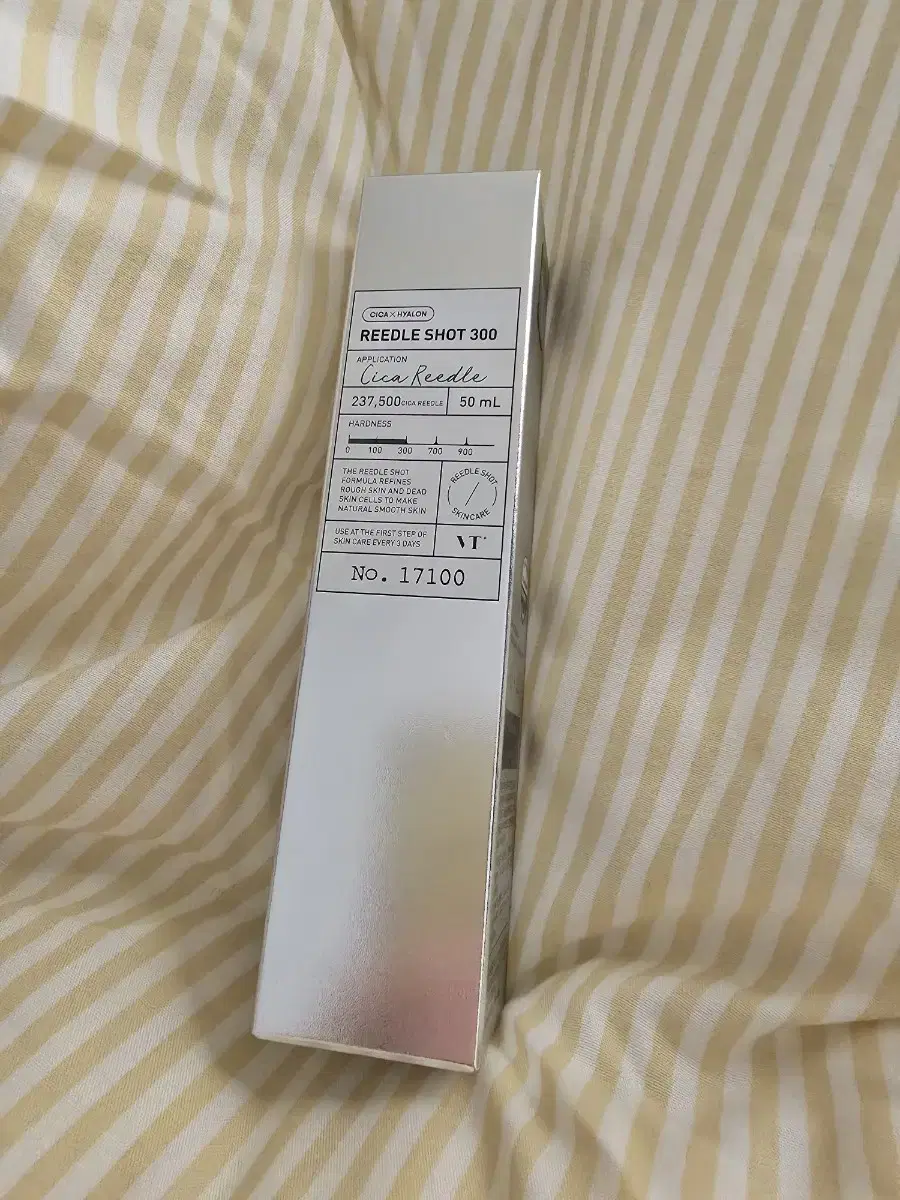 CICA × HYALON
REEDLE SHOT 300
APPLICATION
Cica Reedle
237,500 CICA REEDLE
50 mL
HARDNESS
0 100 300 700 900
THE REEDLE SHOT
FORMULA REFINES
ROUGH SKIN AND DEAD
SKIN CELLS TO MAKE
NATURAL SMOOTH SKIN
REEDLE SHOT
SKINCARE
USE AT THE FIRST STEP OF
SKIN CARE EVERY 3 DAYS
VT
No. 17100